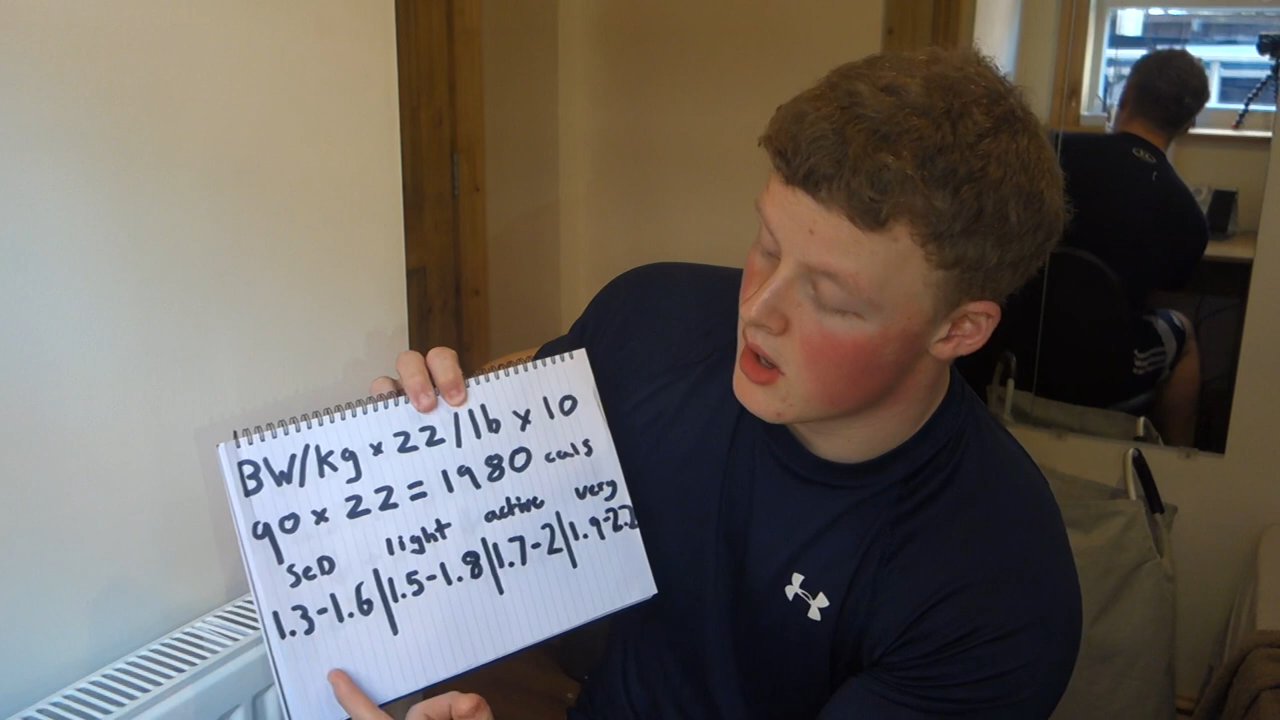 BW/kg x 22/lb x 10
90 x 22 = 1980 cals
SeD light active very
1.3-1.6/1.5-1.8/1.7-2/1.9-2.2